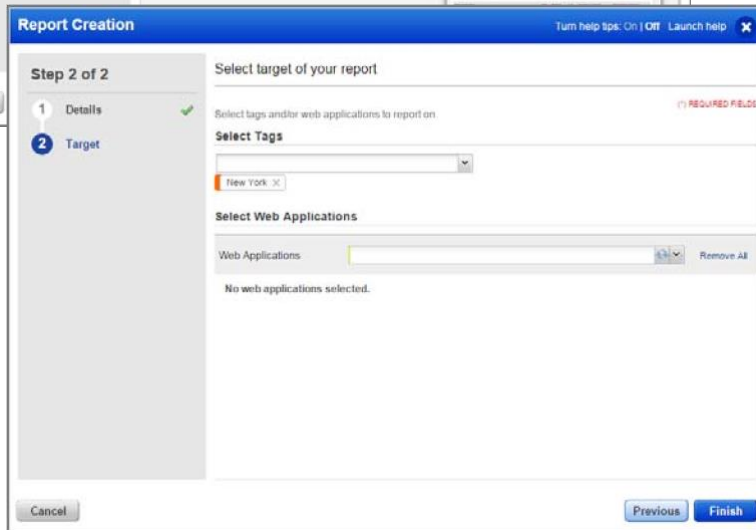 Report Creation
Turn help tips: On | Off Launch help
Step 2 of 2
1 Details
2 Target
Select target of your report
(*) REQUIRED FIELDS
Select tags and/or web applications to report on
Select Tags
New York
Select Web Applications
Web Applications
Remove All
No web applications selected.
Cancel
Previous
Finish